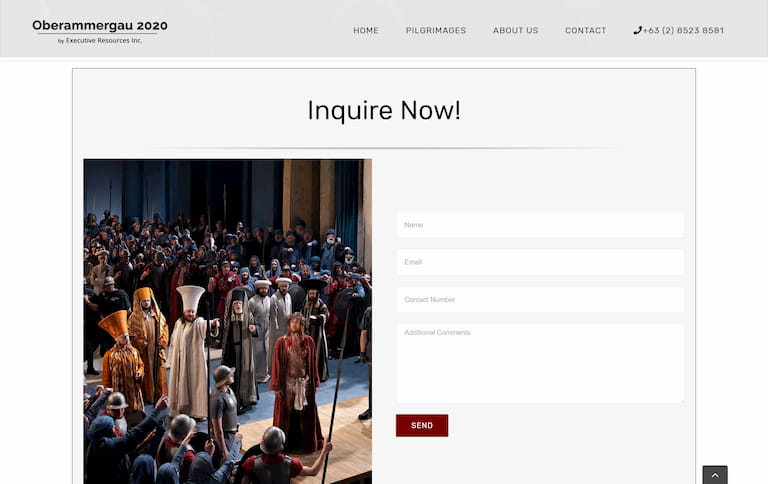 Oberammergau 2020
by Executive Resources Inc.
HOME
PILGRIMAGES
ABOUT US
CONTACT
+63 (2) 8523 8581
Inquire Now!
Name
Email
Contact Number
Additional Comments
SEND